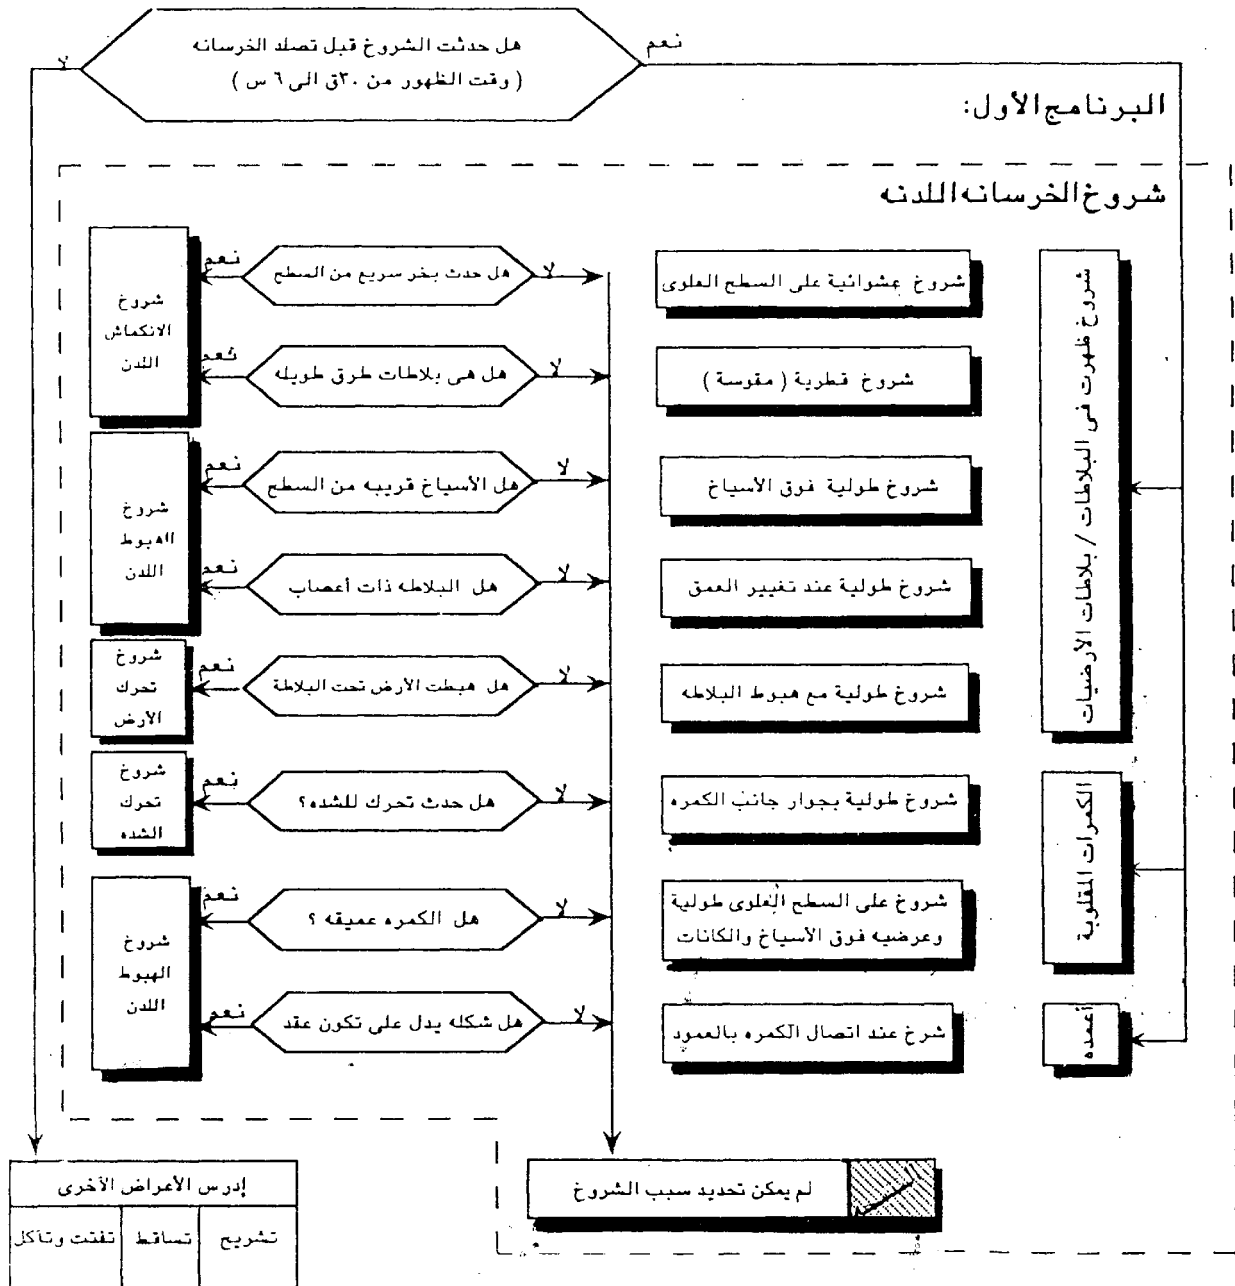 هل حدثت الشروخ قبل تصلد الخرسانه
( وقت الظهور من ٣٠ق الى ٦ س )
نعم
لا
البرنامج الأول:
شروخ الخرسانه اللدنه
شروخ ظهرت فى البلاطات / بلاطات الأرضيات
شروخ عشوائية على السطح العلوى
لا
هل حدث بخر سريع من السطح
نعم
شروخ
الانكماش
اللدن
شروخ قطرية ( مقوسة )
لا
هل هى بلاطات طرق طويله
نعم
شروخ طولية فوق الأسياخ
لا
هل الأسياخ قريبه من السطح
نعم
شروخ
الهبوط
اللدن
شروخ طولية عند تغيير العمق
لا
هل البلاطه ذات أعصاب
نعم
شروخ طولية مع هبوط البلاطه
لا
هل هبطت الأرض تحت البلاطة
نعم
شروخ
تحرك
الأرض
الكمرات المقلوبة
شروخ طولية بجوار جانب الكمره
لا
هل حدث تحرك للشده؟
نعم
شروخ
تحرك
الشده
شروخ على السطح العلوى طولية
وعرضيه فوق الأسياخ والكانات
لا
هل الكمره عميقه ؟
نعم
شروخ
الهبوط
اللدن
أعمده
شرخ عند اتصال الكمره بالعمود
لا
هل شكله يدل على تكون عقد
نعم
لم يمكن تحديد سبب الشروخ
إدرس الأعراض الأخرى
تشريح
تساقط
تفتت وتآكل